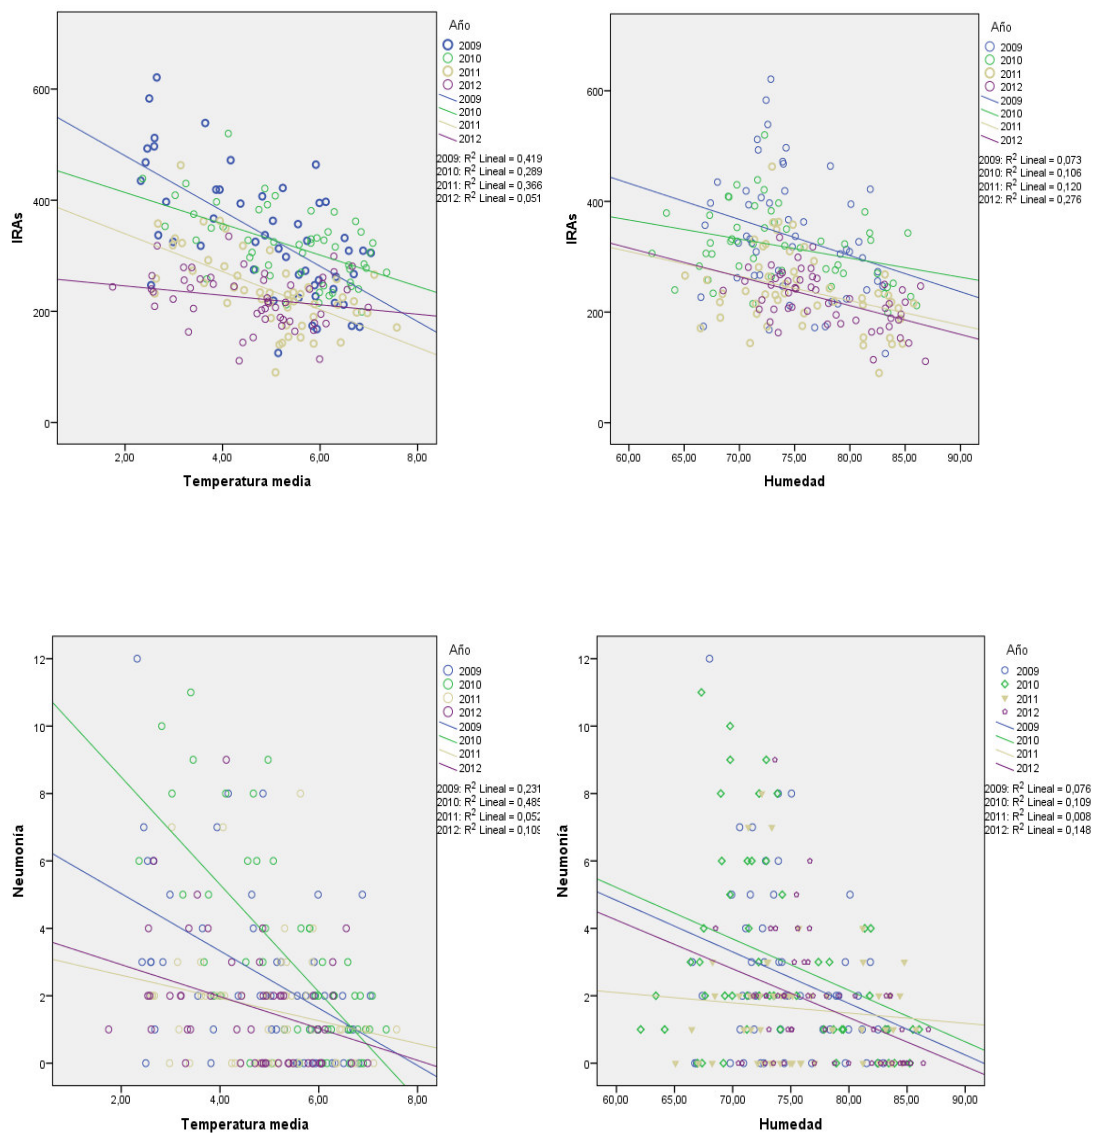 Año
2009
2010
2011
2012
2009
2010
2011
2012
2009: R² Lineal = 0,419
2010: R² Lineal = 0,289
2011: R² Lineal = 0,366
2012: R² Lineal = 0,051
600
400
200
0
IRAs
2,00 4,00 6,00 8,00
Temperatura media
Año
2009
2010
2011
2012
2009
2010
2011
2012
2009: R² Lineal = 0,073
2010: R² Lineal = 0,106
2011: R² Lineal = 0,120
2012: R² Lineal = 0,276
600
400
200
0
IRAs
60,00 65,00 70,00 75,00 80,00 85,00 90,00
Humedad
Año
2009
2010
2011
2012
2009
2010
2011
2012
2009: R² Lineal = 0,231
2010: R² Lineal = 0,485
2011: R² Lineal = 0,052
2012: R² Lineal = 0,109
12
10
8
6
4
2
0
Neumonía
2,00 4,00 6,00 8,00
Temperatura media
Año
2009
2010
2011
2012
2009
2010
2011
2012
2009: R² Lineal = 0,076
2010: R² Lineal = 0,109
2011: R² Lineal = 0,008
2012: R² Lineal = 0,148
12
10
8
6
4
2
0
Neumonía
60,00 65,00 70,00 75,00 80,00 85,00 90,00
Humedad